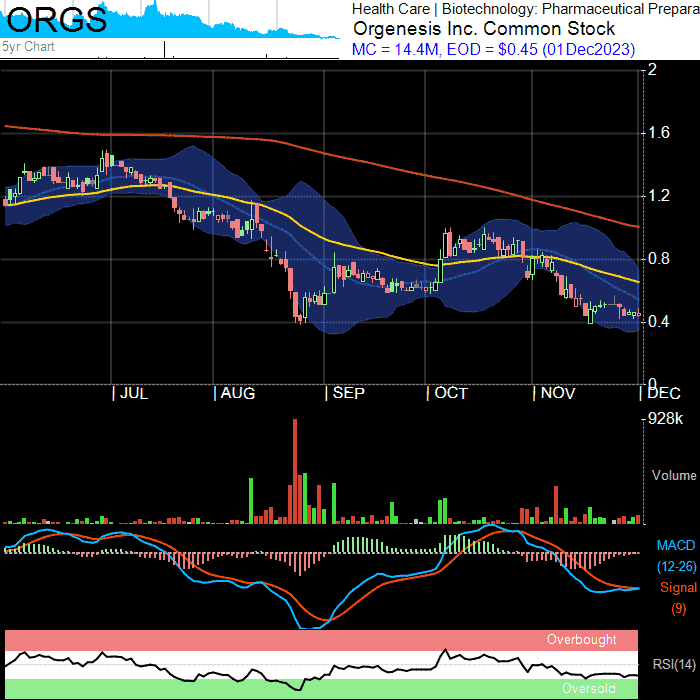 ORGS
Health Care | Biotechnology: Pharmaceutical Prepara
Orgenesis Inc. Common Stock
5yr Chart
MC = 14.4M, EOD = $0.45 (01Dec2023)
2
1.6
1.2
0.8
0.4
0
| JUL | AUG | SEP | OCT | NOV | DEC
928k
Volume
MACD
(12-26)
Signal
(9)
Overbought
RSI(14)
Oversold